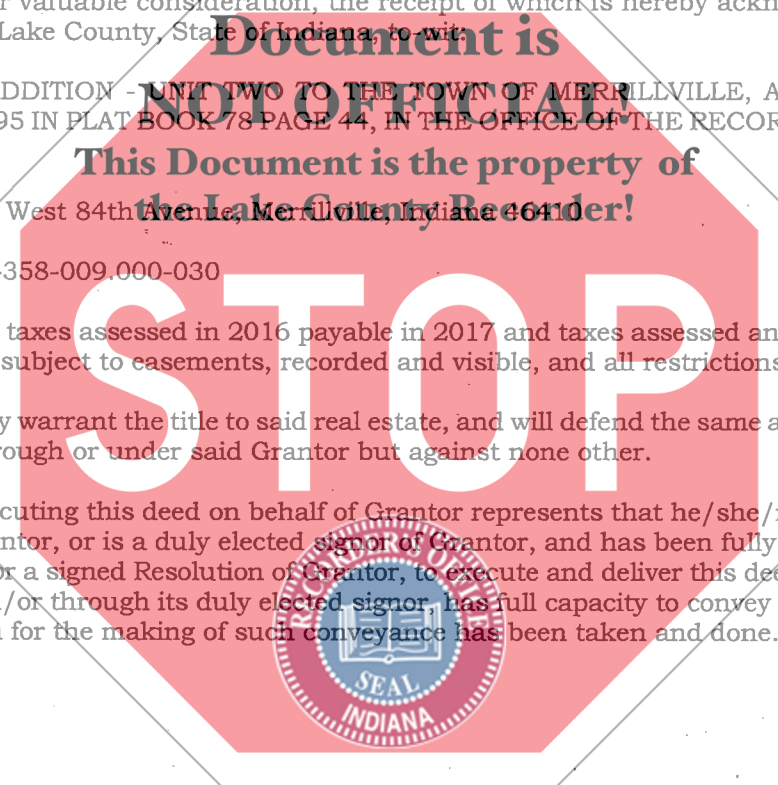 r valuable consideration, the receipt of which is hereby ackn
Lake County, State of Indiana, to-wit:
Document is
DDITION - UNIT TWO TO THE TOWN OF MERRILLVILLE, A
NOT OFFICIAL!
95 IN PLAT BOOK 78 PAGE 44, IN THE OFFICE OF THE RECOR
This Document is the property of
West 84th Avenue, Merrillville, Indiana 46410
the Lake County Recorder!
-358-009.000-030
STOP
taxes assessed in 2016 payable in 2017 and taxes assessed an
subject to easements, recorded and visible, and all restrictions
y warrant the title to said real estate, and will defend the same a
rough or under said Grantor but against none other.
cuting this deed on behalf of Grantor represents that he/she/
ntor, or is a duly elected signor of Grantor, and has been fully
or a signed Resolution of Grantor, to execute and deliver this dee
/or through its duly elected signor, has full capacity to convey
for the making of such conveyance has been taken and done.
RECORDER'S OFFICE
SEAL
INDIANA